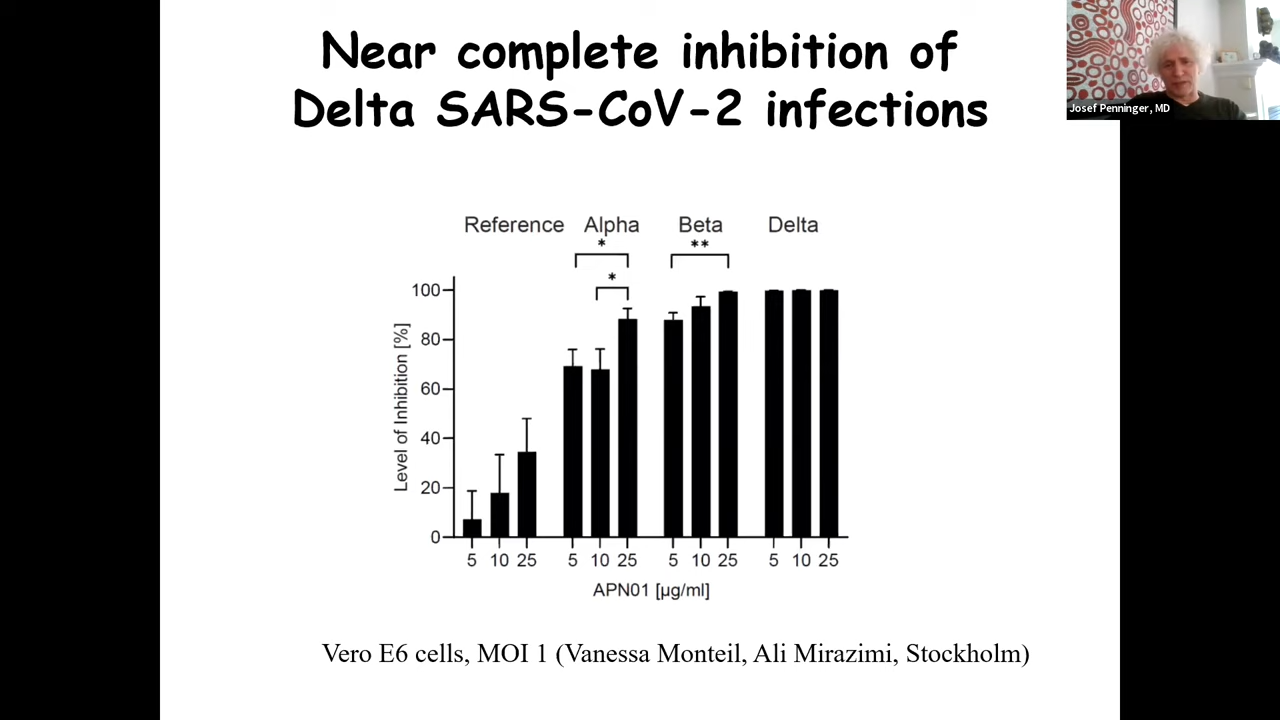 Near complete inhibition of
Delta SARS-CoV-2 infections
Josef Penninger, MD
Reference Alpha Beta Delta
* **
*
100
80
60
40
20
0
Level of Inhibition [%]
5 10 25 5 10 25 5 10 25 5 10 25
APN01 [µg/ml]
Vero E6 cells, MOI 1 (Vanessa Monteil, Ali Mirazimi, Stockholm)